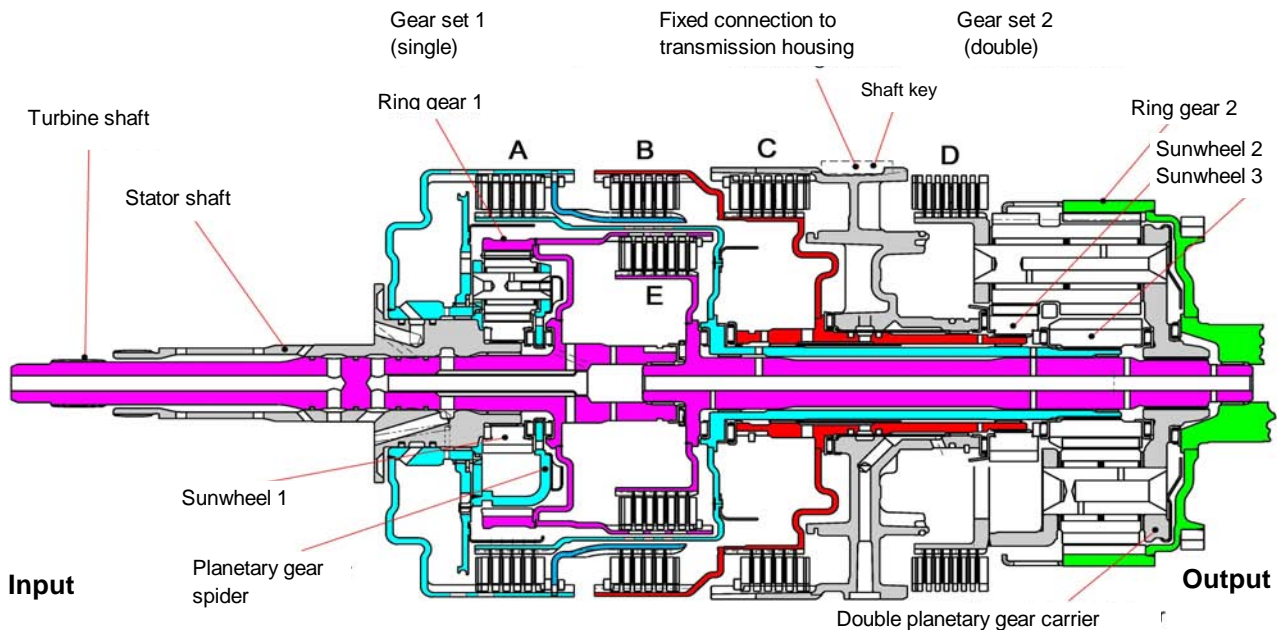 Gear set 1
(single)
Fixed connection to
transmission housing
Gear set 2
(double)
Ring gear 1
Shaft key
Turbine shaft
Ring gear 2
Sunwheel 2
Sunwheel 3
Stator shaft
A
B
C
D
E
Sunwheel 1
Planetary gear
spider
Input
Output
Double planetary gear carrier